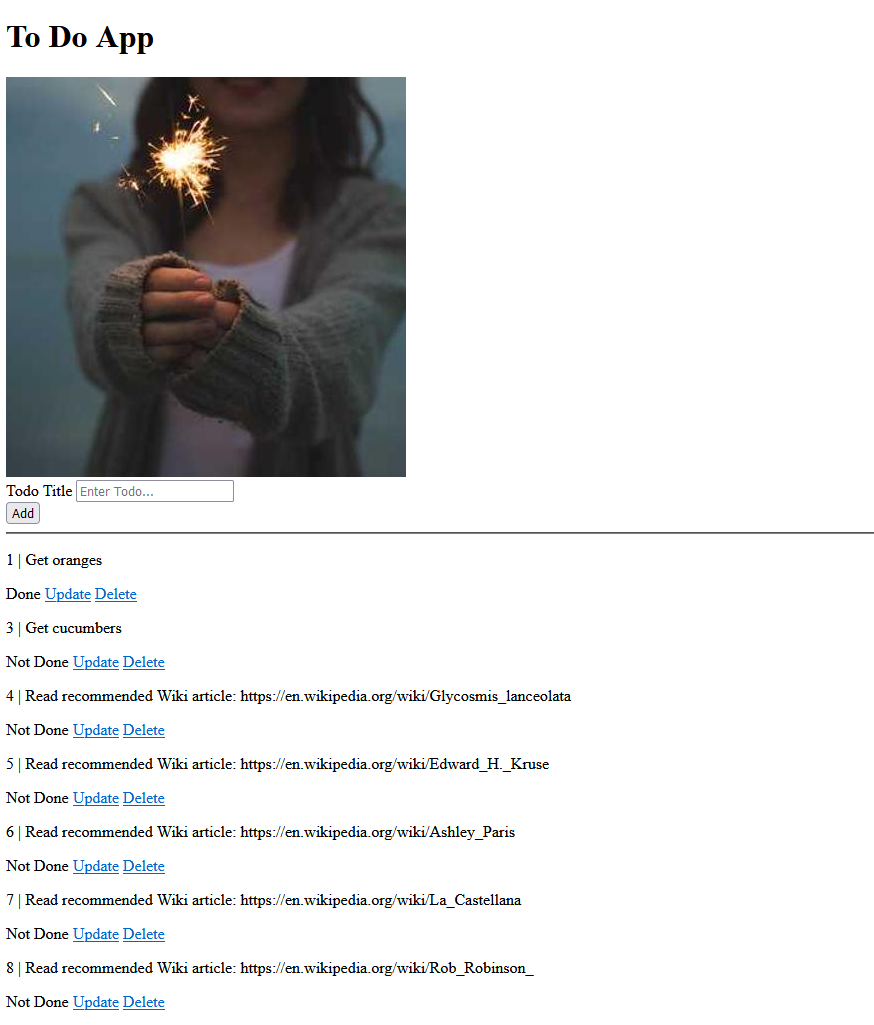 To Do App
Todo Title Enter Todo...
Add
1 | Get oranges
Done Update Delete
3 | Get cucumbers
Not Done Update Delete
4 | Read recommended Wiki article: https://en.wikipedia.org/wiki/Glycosmis_lanceolata
Not Done Update Delete
5 | Read recommended Wiki article: https://en.wikipedia.org/wiki/Edward_H._Kruse
Not Done Update Delete
6 | Read recommended Wiki article: https://en.wikipedia.org/wiki/Ashley_Paris
Not Done Update Delete
7 | Read recommended Wiki article: https://en.wikipedia.org/wiki/La_Castellana
Not Done Update Delete
8 | Read recommended Wiki article: https://en.wikipedia.org/wiki/Rob_Robinson_
Not Done Update Delete